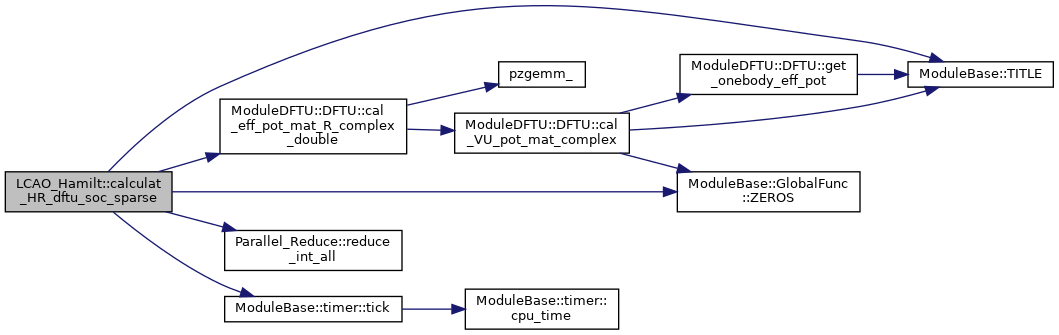 LCAO_Hamilt::calculat
_HR_dftu_soc_sparse
ModuleDFTU::DFTU::cal
_eff_pot_mat_R_complex
_double
pzgemm_
ModuleDFTU::DFTU::cal
_VU_pot_mat_complex
ModuleDFTU::DFTU::get
_onebody_eff_pot
ModuleBase::TITLE
ModuleBase::GlobalFunc
::ZEROS
Parallel_Reduce::reduce
_int_all
ModuleBase::timer::tick
ModuleBase::timer::
cpu_time